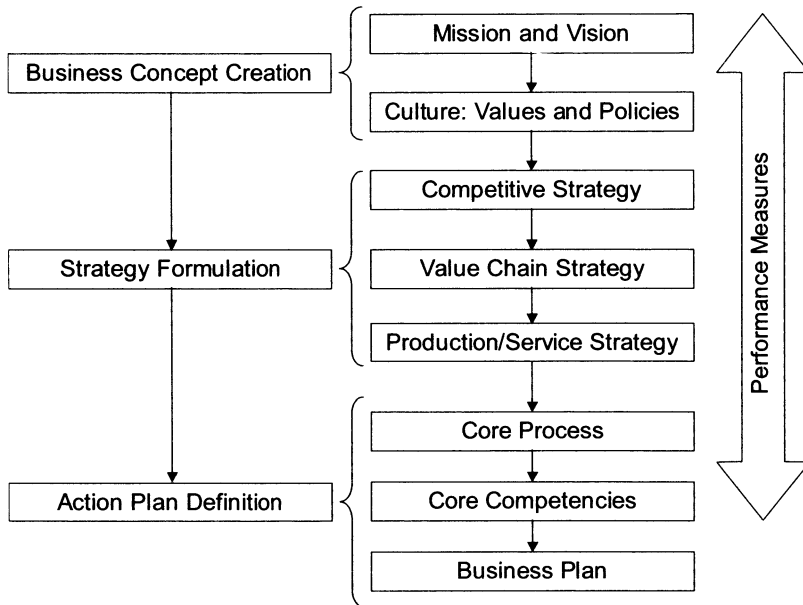 Mission and Vision
Business Concept Creation
Culture: Values and Policies
Competitive Strategy
Strategy Formulation
Value Chain Strategy
Production/Service Strategy
Core Process
Action Plan Definition
Core Competencies
Business Plan
Performance Measures